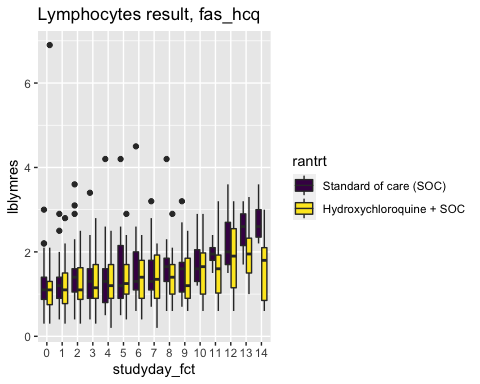 Lymphocytes result, fas_hcq
lblymres
6
4
2
0
0 1 2 3 4 5 6 7 8 9 10 11 12 13 14
studyday_fct
rantrt
Standard of care (SOC)
Hydroxychloroquine + SOC